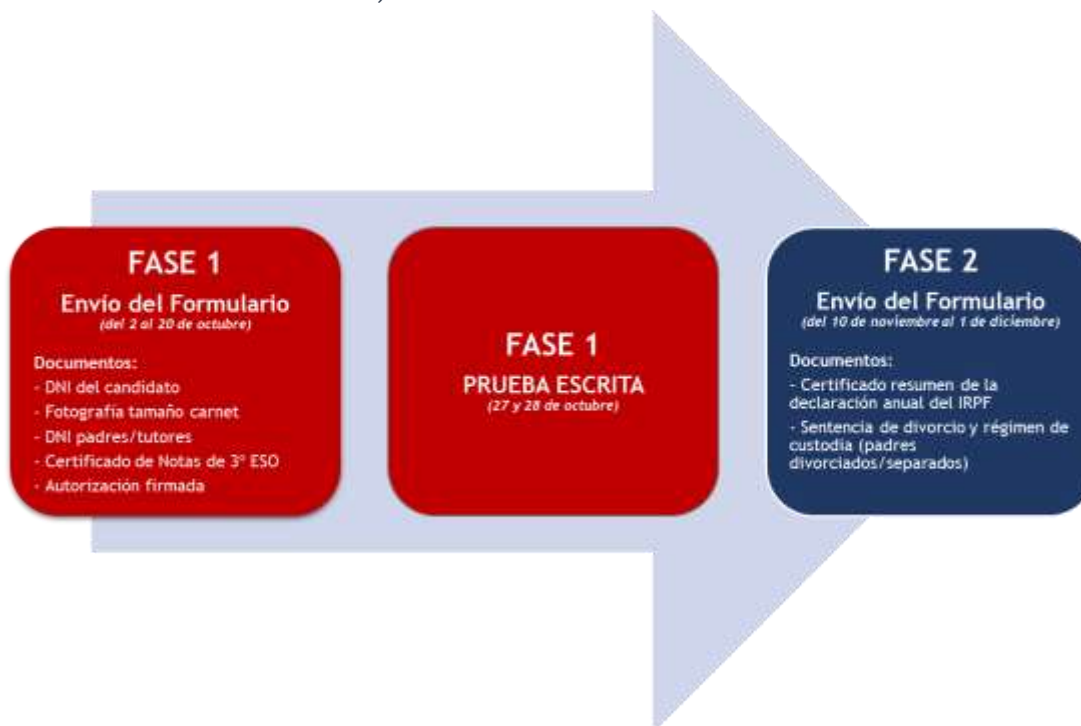 FASE 1
Envío del Formulario
(del 2 al 20 de octubre)
Documentos:
- DNI del candidato
- Fotografía tamaño carnet
- DNI padres/tutores
- Certificado de Notas de 3º ESO
- Autorización firmada
FASE 1
PRUEBA ESCRITA
(27 y 28 de octubre)
FASE 2
Envío del Formulario
(del 10 de noviembre al 1 de diciembre)
Documentos:
- Certificado resumen de la
declaración anual del IRPF
- Sentencia de divorcio y régimen de
custodia (padres
divorciados/separados)